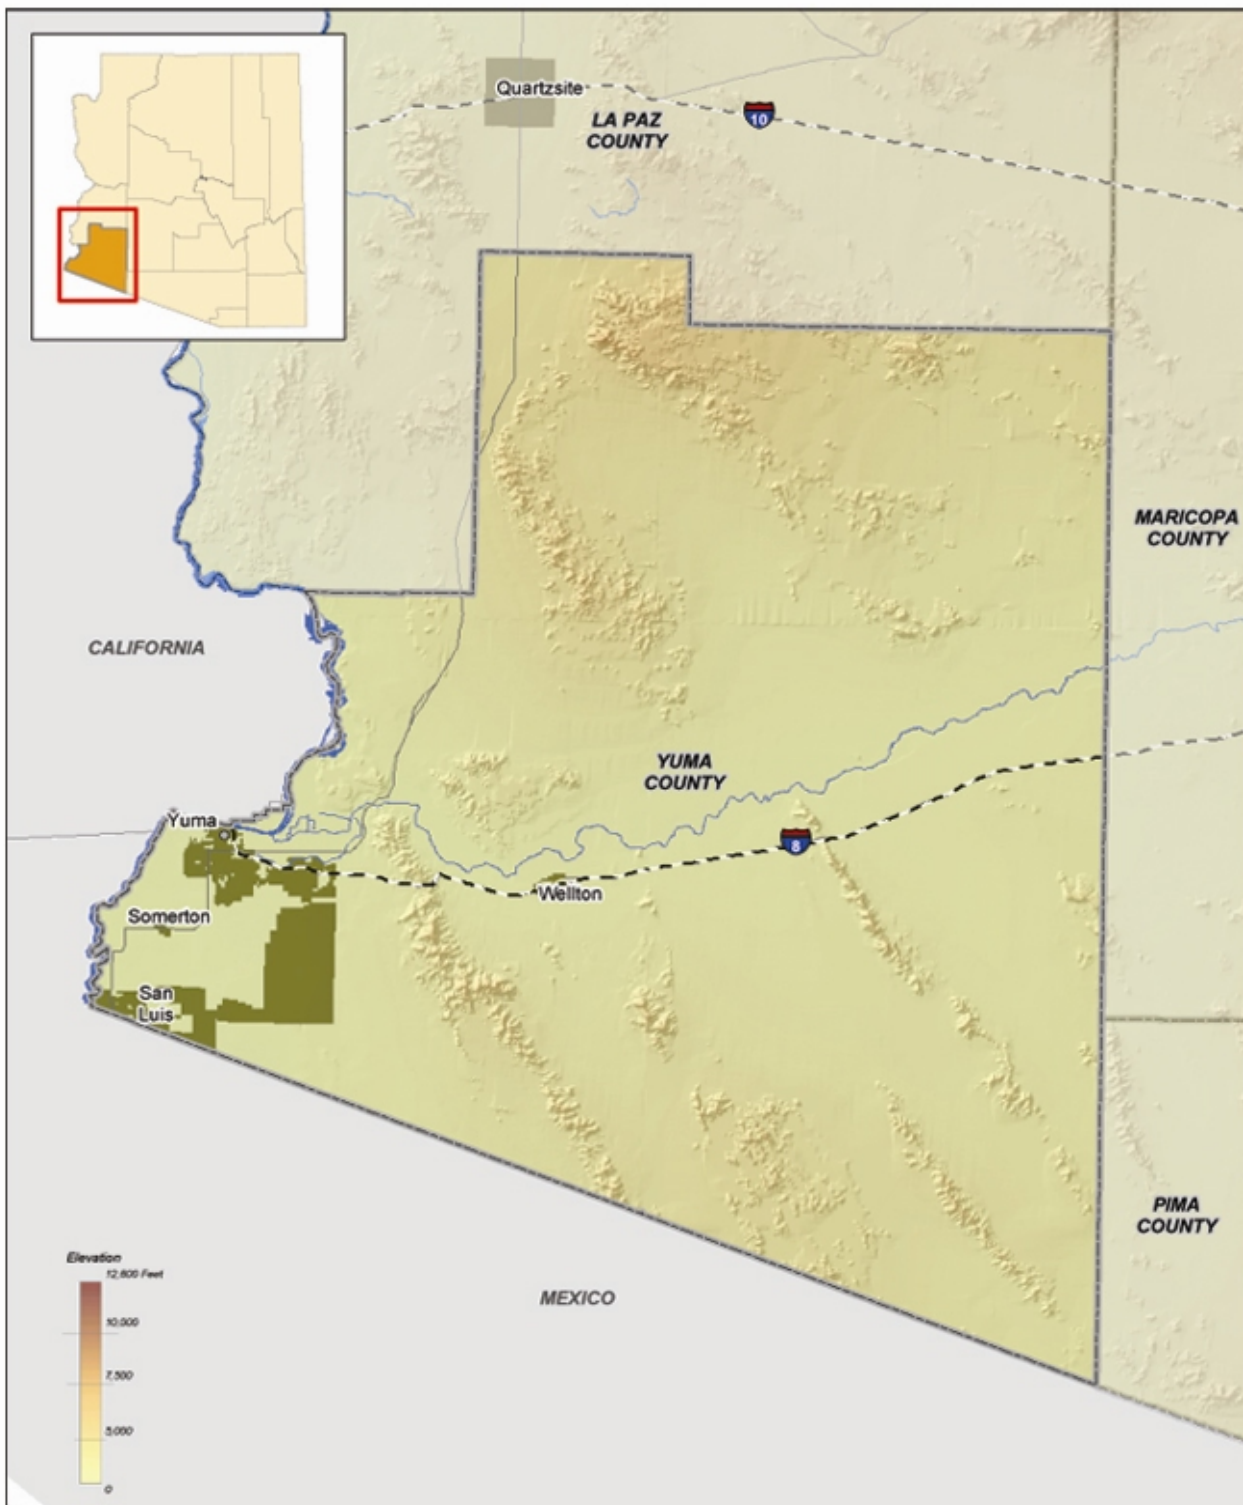 Quartzsite
10
LA PAZ
COUNTY
MARICOPA
COUNTY
CALIFORNIA
YUMA
COUNTY
Yuma
8
Wellton
Somerton
San
Luis
PIMA
COUNTY
MEXICO
Elevation
12,600 Feet
10,000
7,500
5,000
0